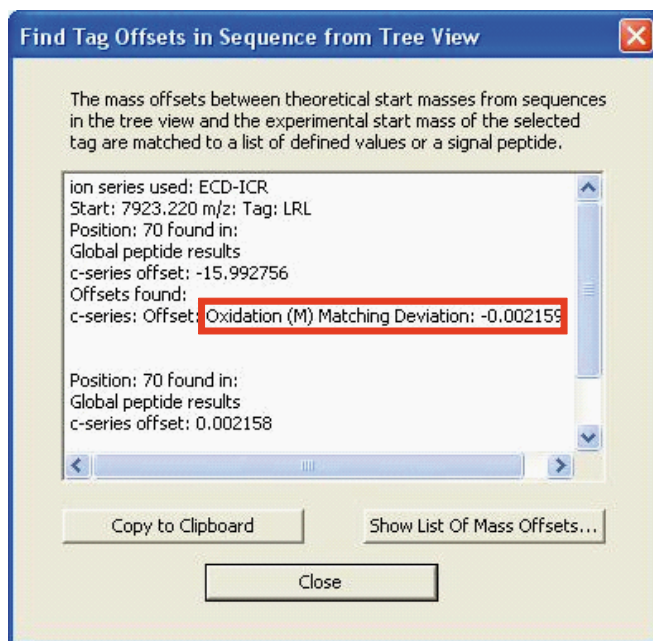 Find Tag Offsets in Sequence from Tree View
The mass offsets between theoretical start masses from sequences
in the tree view and the experimental start mass of the selected
tag are matched to a list of defined values or a signal peptide.
ion series used: ECD-ICR
Start: 7923.220 m/z: Tag: LRL
Position: 70 found in:
Global peptide results
c-series offset: -15.992756
Offsets found:
c-series: Offset: Oxidation (M) Matching Deviation: -0.002159
Position: 70 found in:
Global peptide results
c-series offset: 0.002158
Copy to Clipboard
Show List Of Mass Offsets...
Close